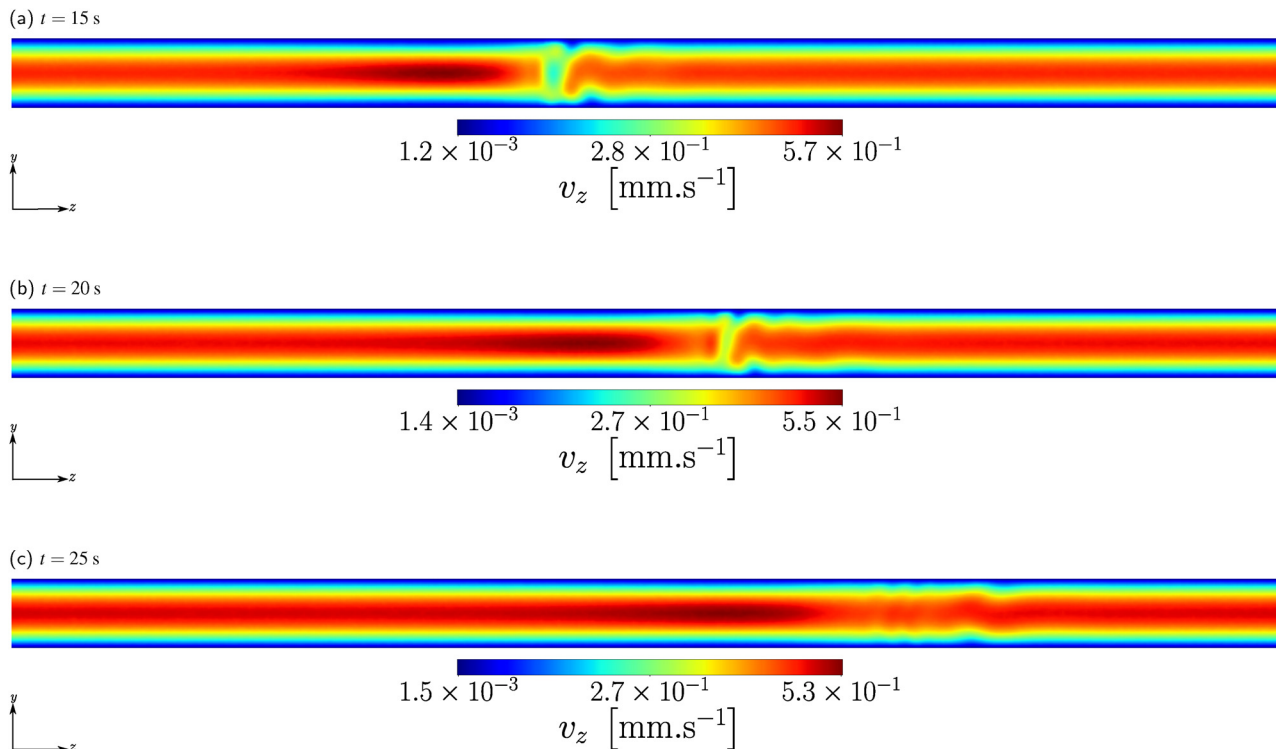 (a) t = 15 s
1.2 × 10⁻³ 2.8 × 10⁻¹ 5.7 × 10⁻¹
v_z [mm.s⁻¹]
y
z
(b) t = 20 s
1.4 × 10⁻³ 2.7 × 10⁻¹ 5.5 × 10⁻¹
v_z [mm.s⁻¹]
y
z
(c) t = 25 s
1.5 × 10⁻³ 2.7 × 10⁻¹ 5.3 × 10⁻¹
v_z [mm.s⁻¹]
y
z